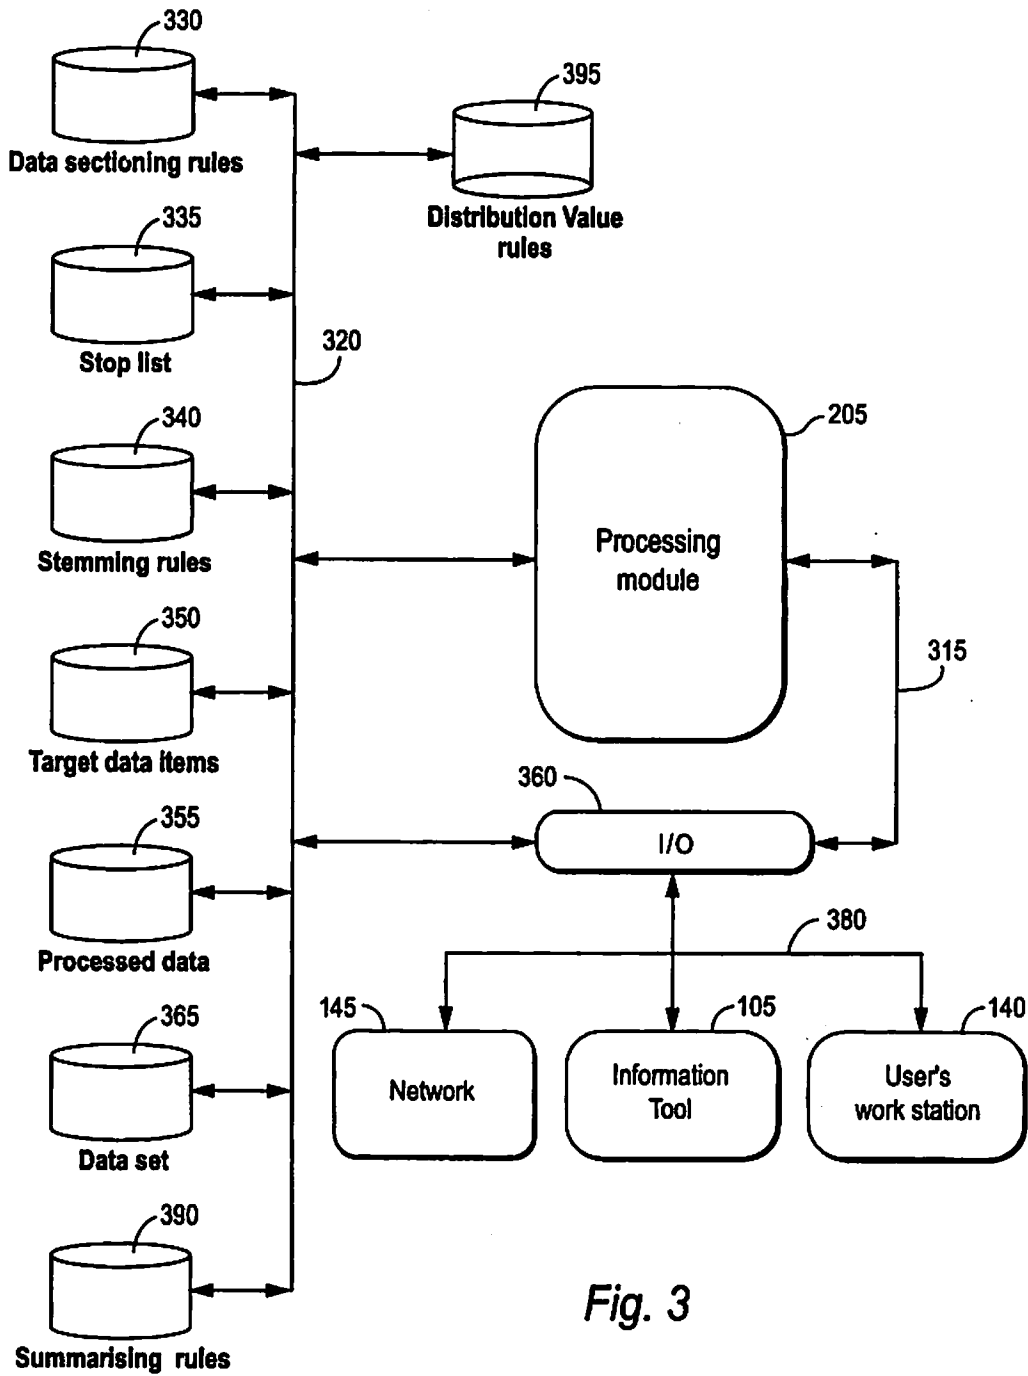 330
Data sectioning rules
395
Distribution Value
rules
335
Stop list
320
340
Stemming rules
205
Processing
module
350
Target data items
315
360
I/O
355
Processed data
380
145
Network
105
Information
Tool
140
User's
work station
365
Data set
390
Summarising rules
Fig. 3